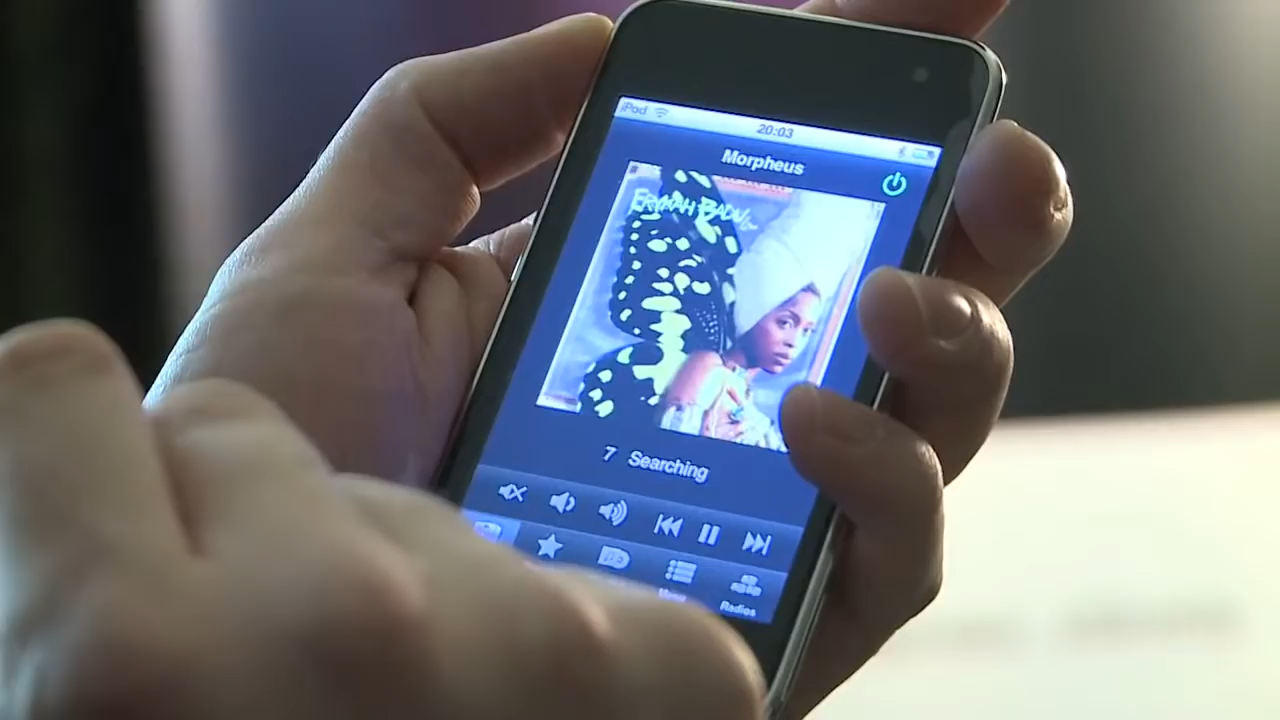 iPod
20:03
Morpheus
ERYKAH BADU
7 Searching
Radios